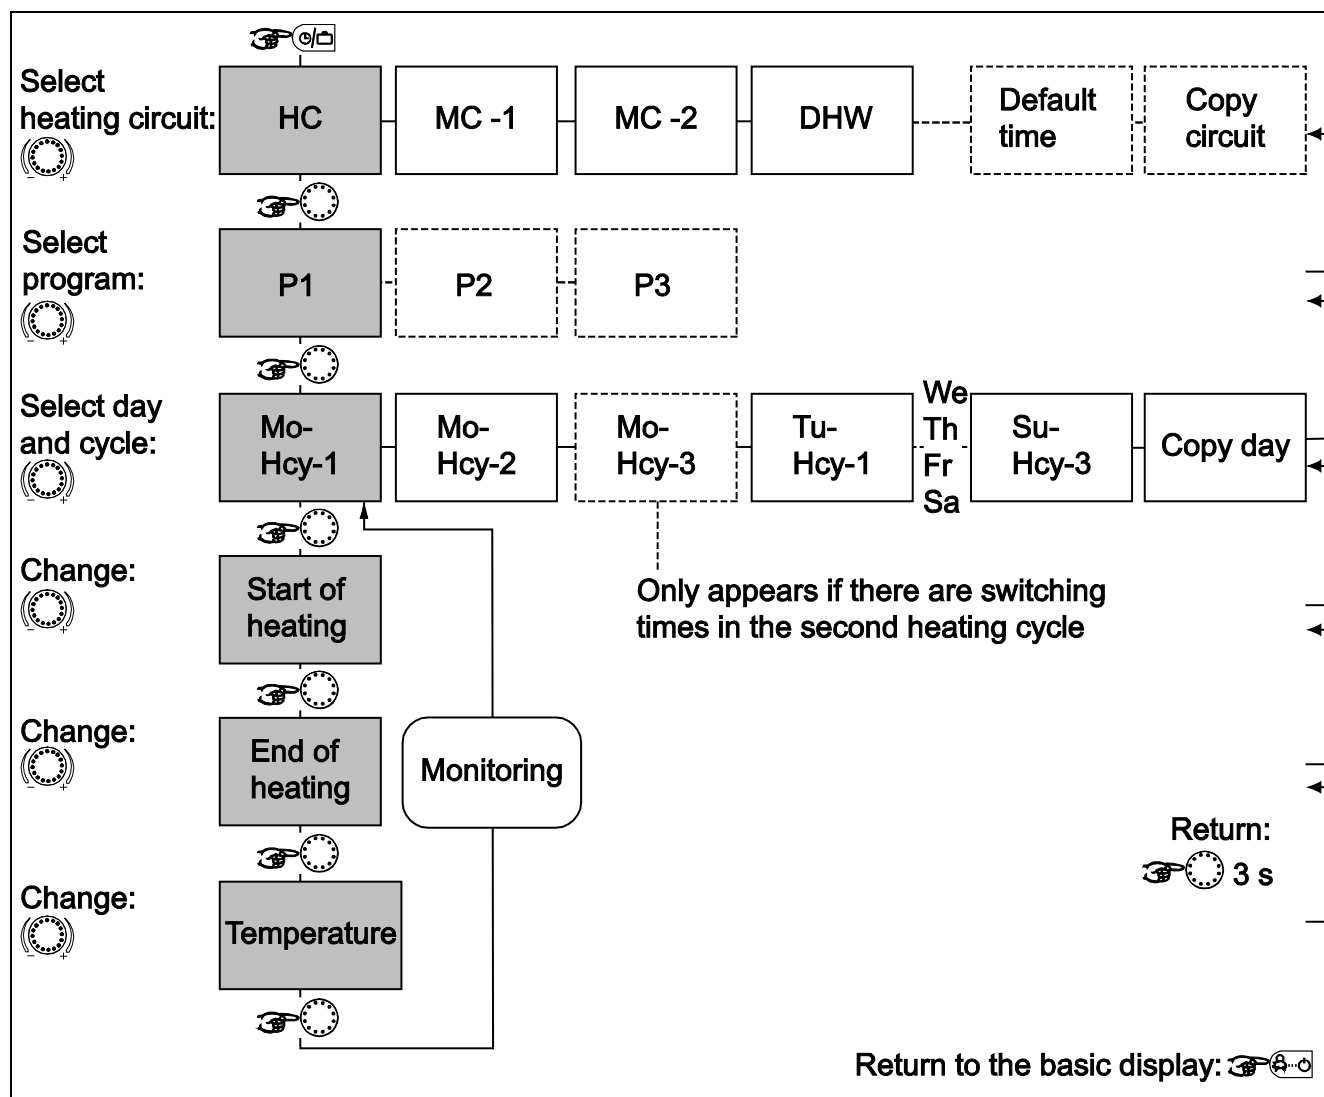 Select
heating circuit:
- +
HC
MC -1
MC -2
DHW
Default
time
Copy
circuit
Select
program:
- +
P1
P2
P3
Select day
and cycle:
- +
Mo-
Hcy-1
Mo-
Hcy-2
Mo-
Hcy-3
Tu-
Hcy-1
We
Th
Fr
Sa
Su-
Hcy-3
Copy day
Change:
- +
Start of
heating
Only appears if there are switching
times in the second heating cycle
Change:
- +
End of
heating
Monitoring
Return:
3 s
Change:
- +
Temperature
Return to the basic display: